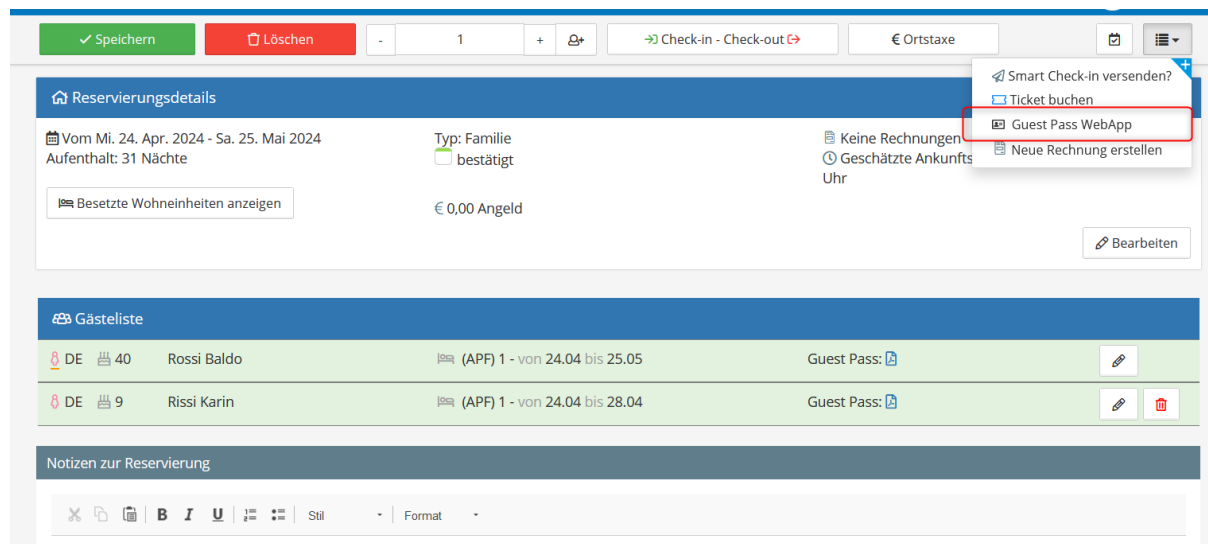 Speichern
Löschen
-
1
+
Check-in - Check-out
€ Ortstaxe
Smart Check-in versenden?
Ticket buchen
Guest Pass WebApp
Neue Rechnung erstellen
Reservierungsdetails
Vom Mi. 24. Apr. 2024 - Sa. 25. Mai 2024
Aufenthalt: 31 Nächte
Besetzte Wohneinheiten anzeigen
Typ: Familie
bestätigt
€ 0,00 Angeld
Keine Rechnungen
Geschätzte Ankunfts
Uhr
Bearbeiten
Gästeliste
DE 40 Rossi Baldo (APF) 1 - von 24.04 bis 25.05 Guest Pass:
DE 9 Rissi Karin (APF) 1 - von 24.04 bis 28.04 Guest Pass:
Notizen zur Reservierung
B I U Stil Format